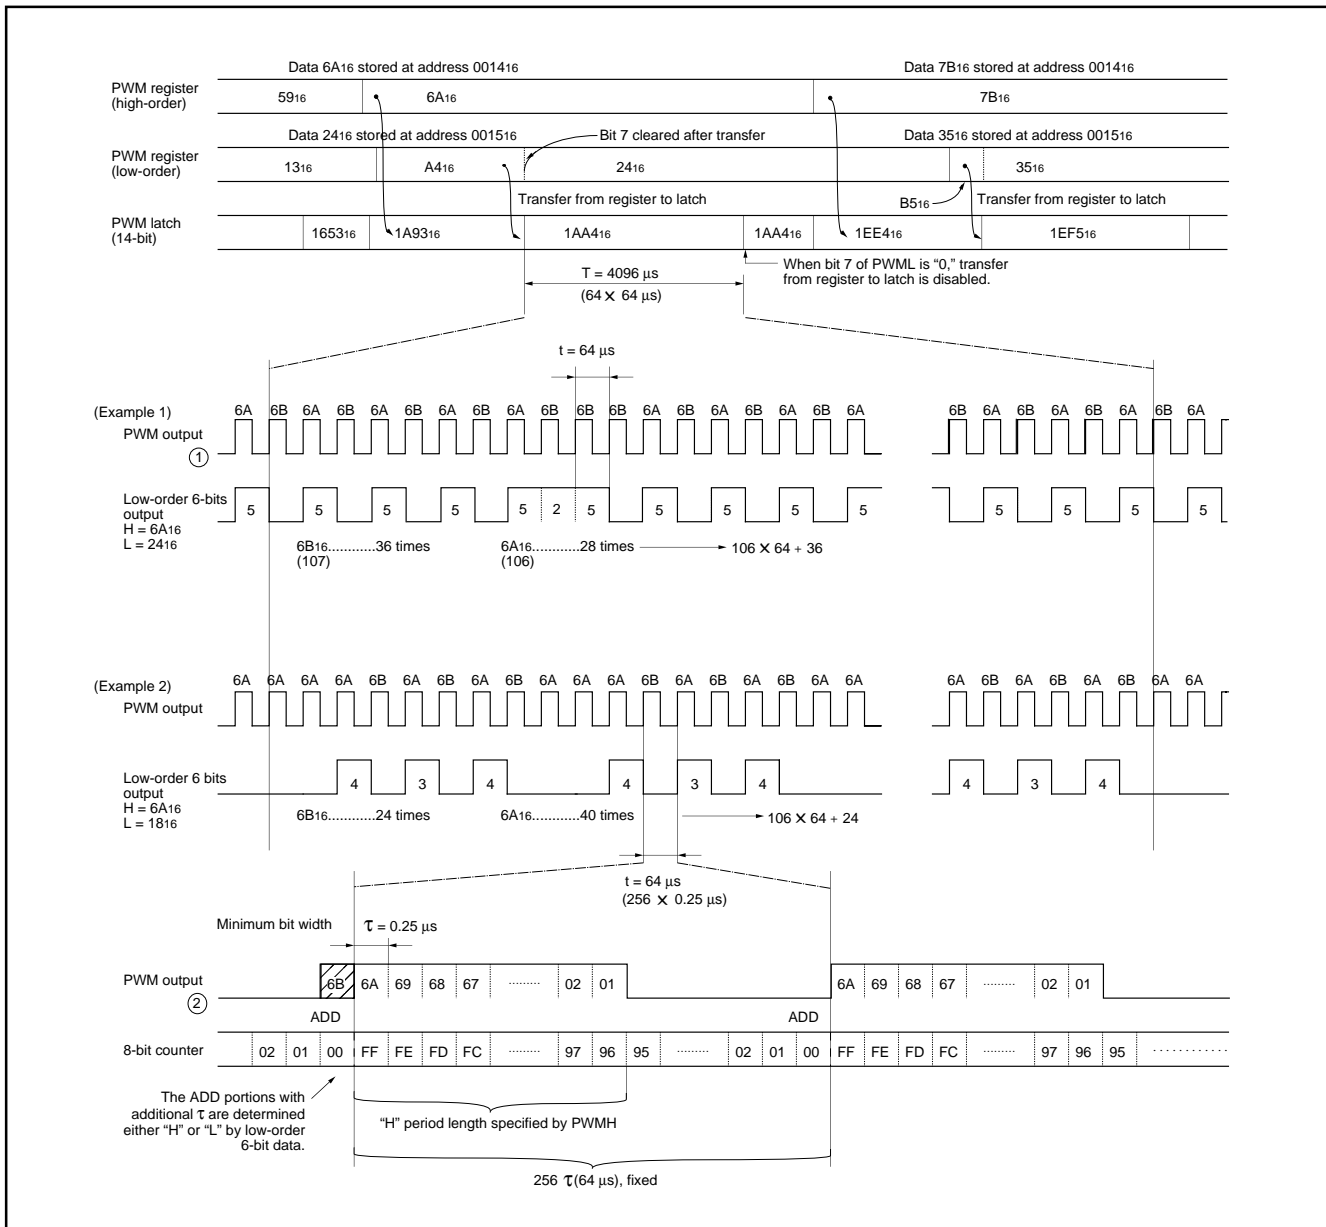 Data 6A16 stored at address 001416
Data 7B16 stored at address 001416
PWM register
(high-order)
5916
6A16
7B16
Data 2416 stored at address 001516
Bit 7 cleared after transfer
Data 3516 stored at address 001516
PWM register
(low-order)
1316
A416
2416
3516
B516
Transfer from register to latch
Transfer from register to latch
PWM latch
(14-bit)
165316
1A9316
1AA416
1AA416
1EE416
1EF516
When bit 7 of PWML is “0,” transfer
from register to latch is disabled.
T = 4096 μs
(64 × 64 μs)
t = 64 μs
(Example 1)
6A 6B 6A 6B 6A 6B 6A 6B 6A 6B 6B 6B 6A 6B 6A 6B 6A 6B 6A
6B 6A 6B 6A 6B 6A 6B 6A
PWM output
1
Low-order 6-bits
output
H = 6A16
L = 2416
5 5 5 5 5 2 5 5 5 5 5
5 5 5 5
6B16............36 times
(107)
6A16............28 times
(106)
106 × 64 + 36
(Example 2)
6A 6A 6A 6A 6B 6A 6B 6A 6A 6A 6A 6A 6B 6A 6B 6A 6B 6A 6A
6A 6B 6A 6B 6A 6B 6A 6A
PWM output
Low-order 6 bits
output
H = 6A16
L = 1816
4 3 4 4 3 4
4 3 4
6B16............24 times
6A16............40 times
106 × 64 + 24
t = 64 μs
(256 × 0.25 μs)
Minimum bit width
τ = 0.25 μs
PWM output
2
6B 6A 69 68 67 ········· 02 01
6A 69 68 67 ········· 02 01
ADD
ADD
8-bit counter
02 01 00 FF FE FD FC ········· 97 96 95 ········· 02 01 00 FF FE FD FC ········· 97 96 95 ·············
The ADD portions with
additional τ are determined
either “H” or “L” by low-order
6-bit data.
“H” period length specified by PWMH
256 τ(64 μs), fixed